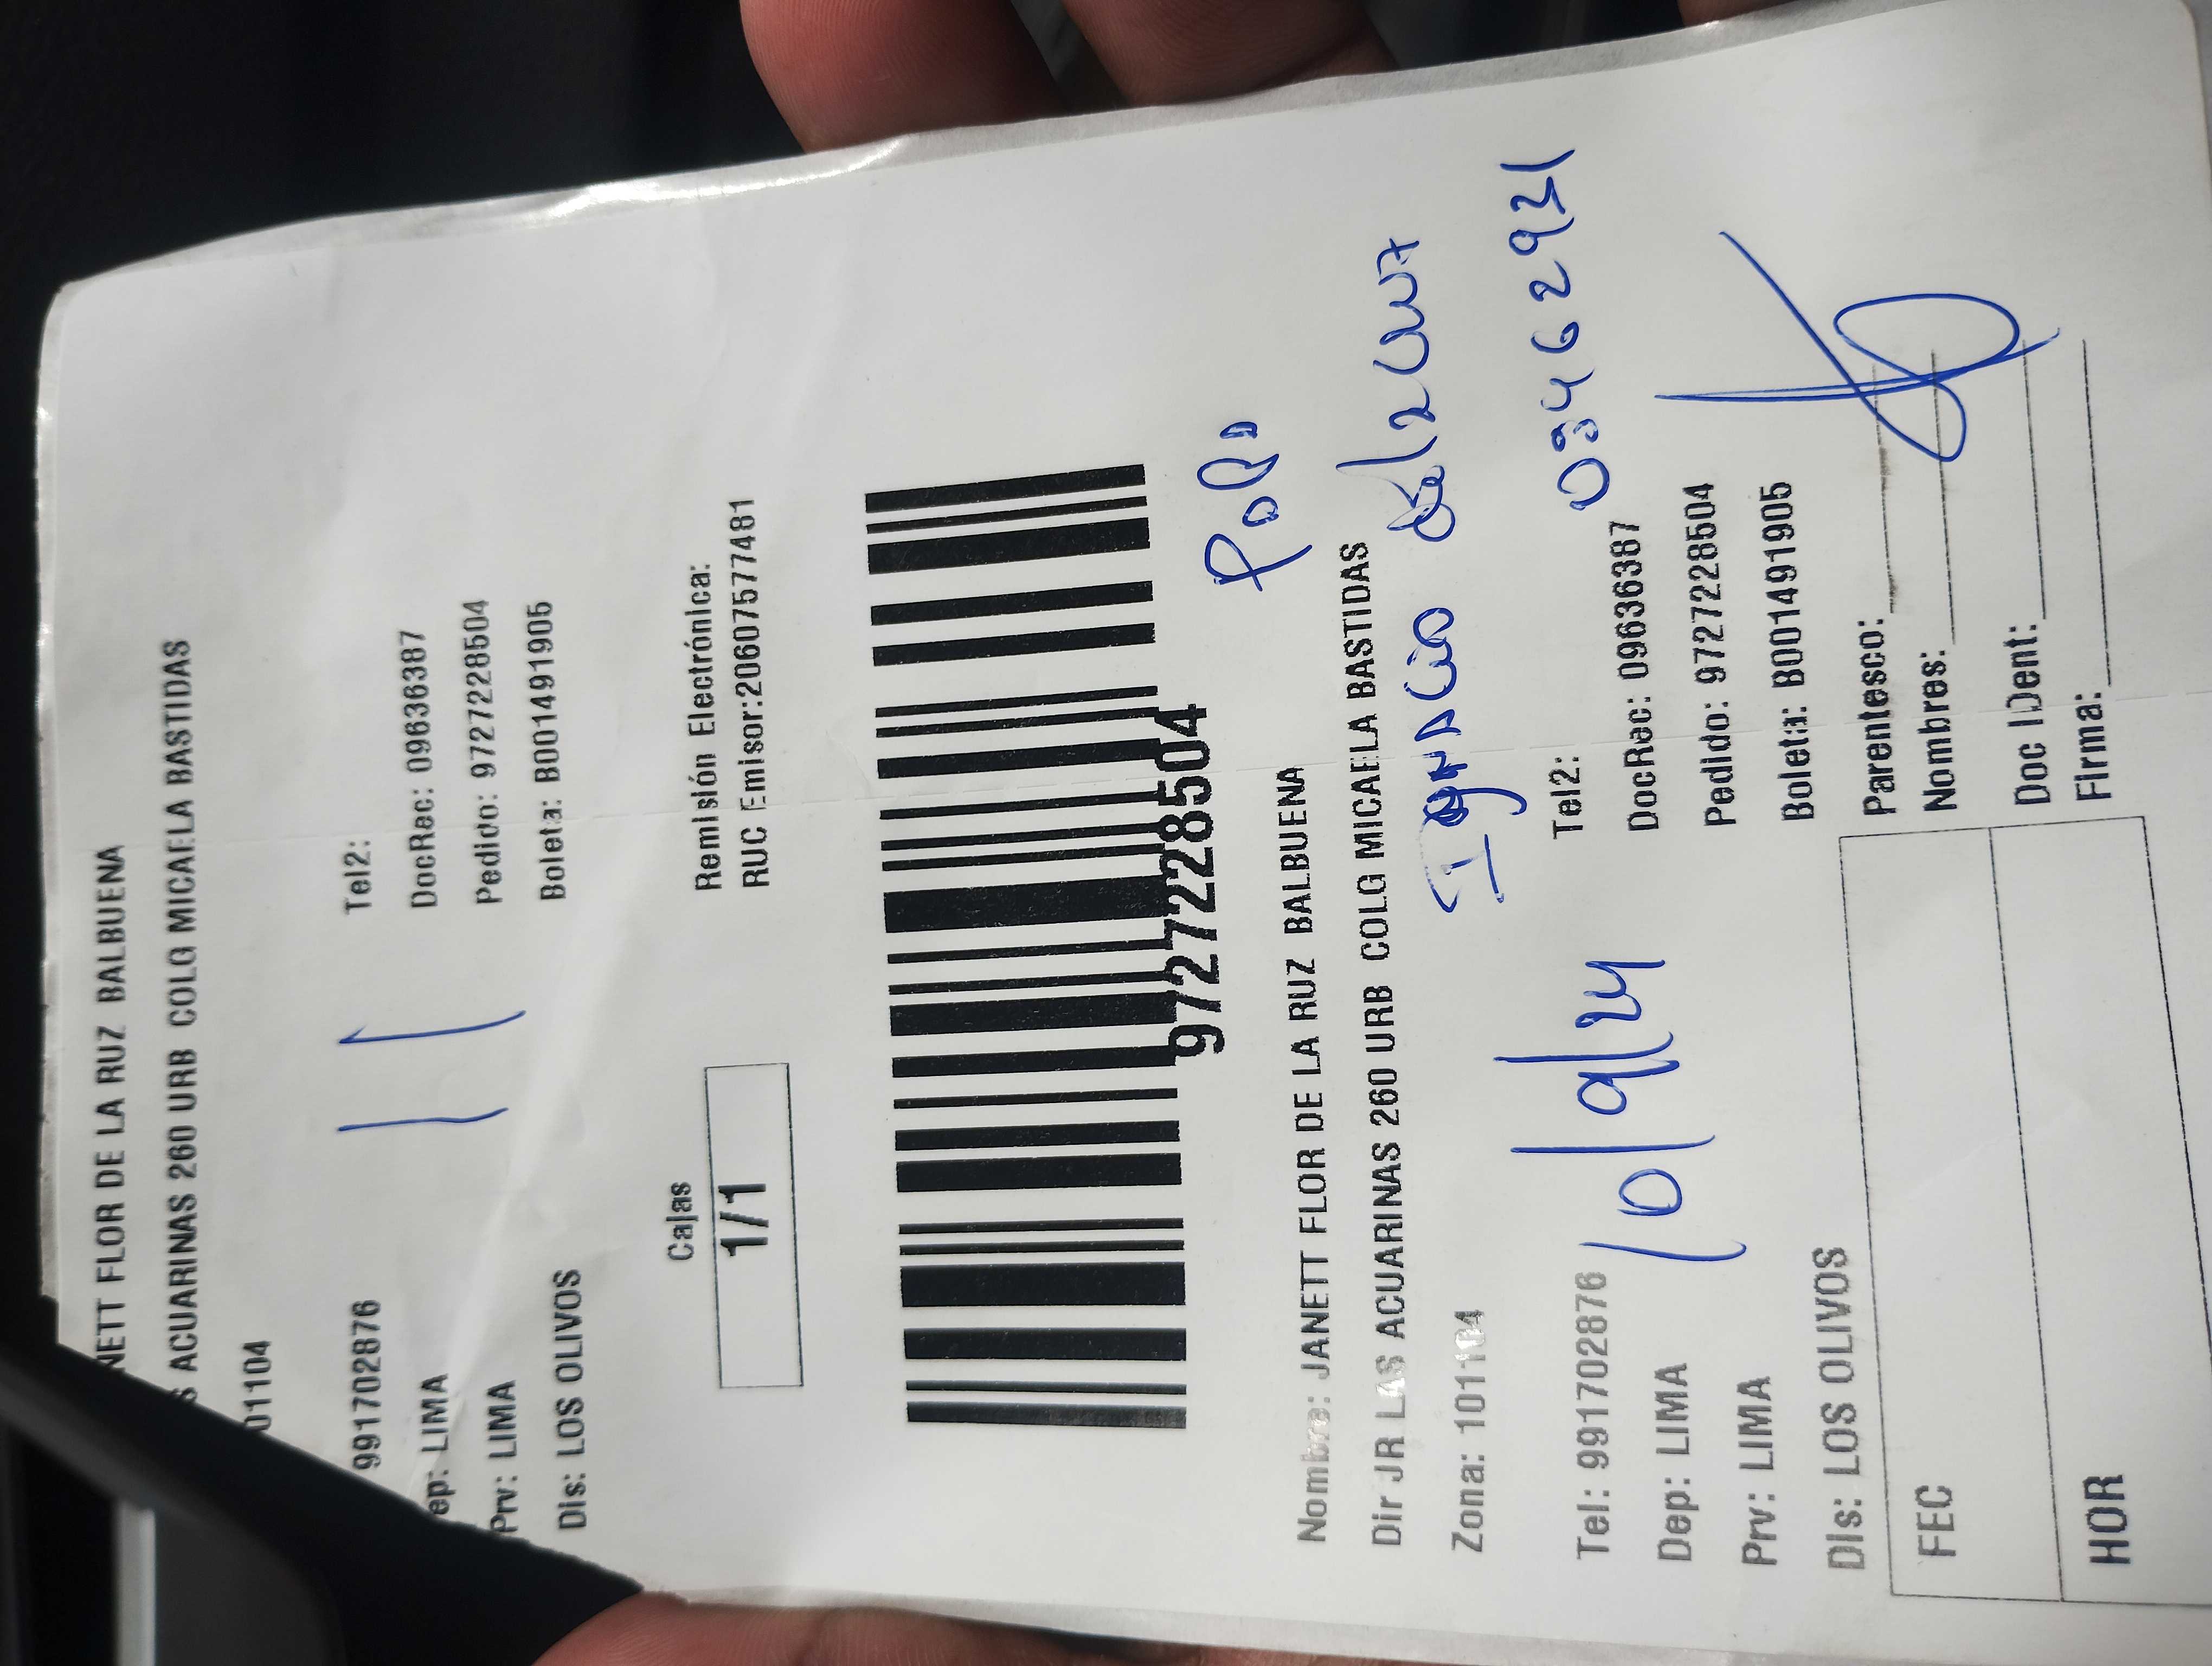 NETT FLOR DE LA RUZ BALBUENA
ACUARINAS 260 URB COLG MICAELA BASTIDAS
01104
991702876 Tel2:
ep: LIMA DocRec: 09636387
Prv: LIMA Pedido: 9727228504
Dis: LOS OLIVOS Boleta: B001491905
Cajas
1/1
Remisión Electrónica:
RUC Emisor:20607577481
9727228504
Nombre: JANETT FLOR DE LA RUZ BALBUENA
Dir JR LAS ACUARINAS 260 URB COLG MICAELA BASTIDAS
Zona: 101104
Ignacio
Tel: 991702876 Tel2:
10/9/24
Dep: LIMA DocRec: 09636387
Prv: LIMA Pedido: 9727228504
Dis: LOS OLIVOS Boleta: B001491905
FEC
HOR
Parentesco:
Nombres:
Doc IDent:
Firma: